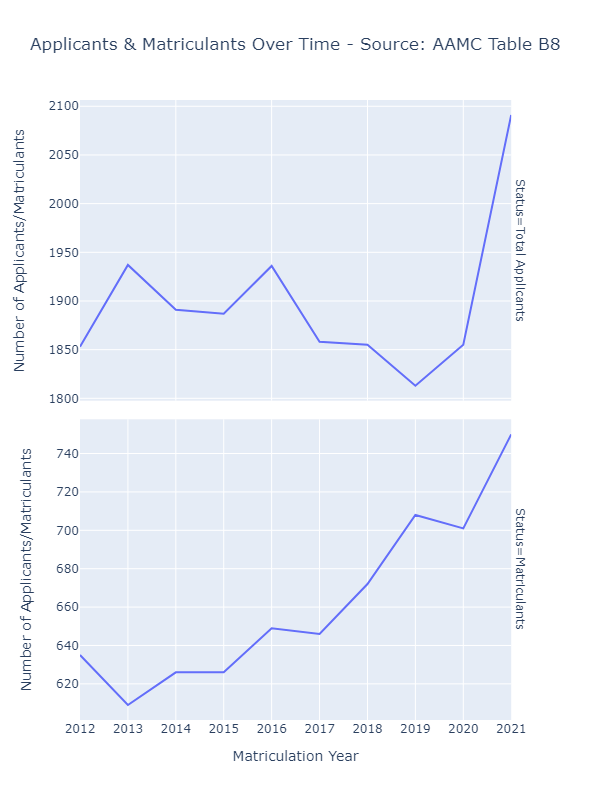 Applicants & Matriculants Over Time - Source: AAMC Table B8
Number of Applicants/Matriculants
2100
2050
2000
1950
1900
1850
1800
Status=Total Applicants
Number of Applicants/Matriculants
740
720
700
680
660
640
620
Status=Matriculants
2012 2013 2014 2015 2016 2017 2018 2019 2020 2021
Matriculation Year